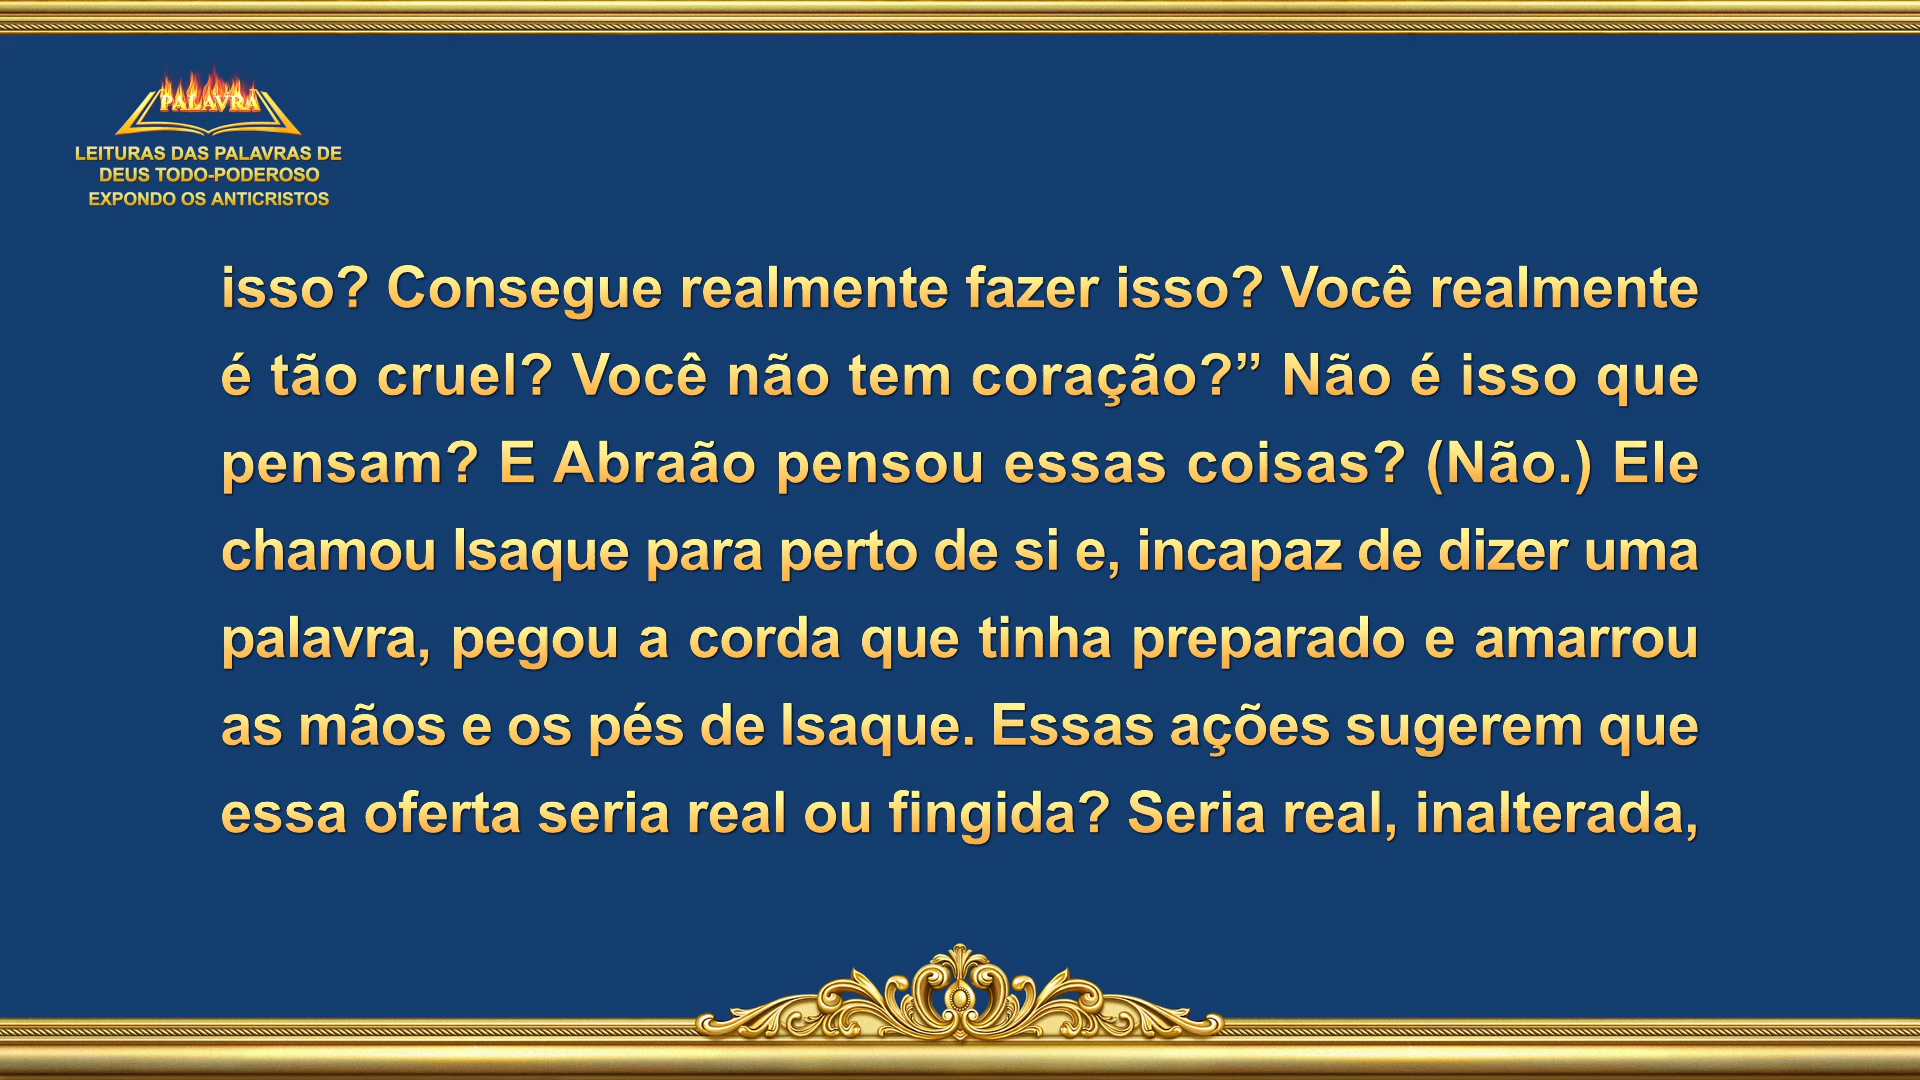 PALAVRA
LEITURAS DAS PALAVRAS DE
DEUS TODO-PODEROSO
EXPONDO OS ANTICRISTOS
isso? Consegue realmente fazer isso? Você realmente
é tão cruel? Você não tem coração?” Não é isso que
pensam? E Abraão pensou essas coisas? (Não.) Ele
chamou Isaque para perto de si e, incapaz de dizer uma
palavra, pegou a corda que tinha preparado e amarrou
as mãos e os pés de Isaque. Essas ações sugerem que
essa oferta seria real ou fingida? Seria real, inalterada,